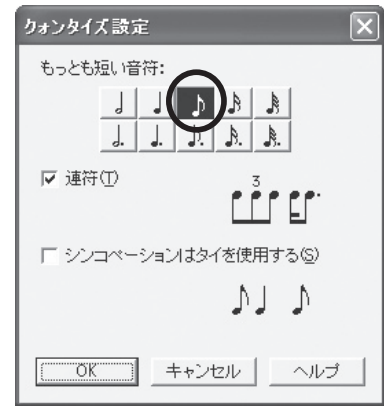 クォンタイズ設定
もっとも短い音符:
連符(T)
3
シンコペーションはタイを使用する(S)
OK キャンセル ヘルプ